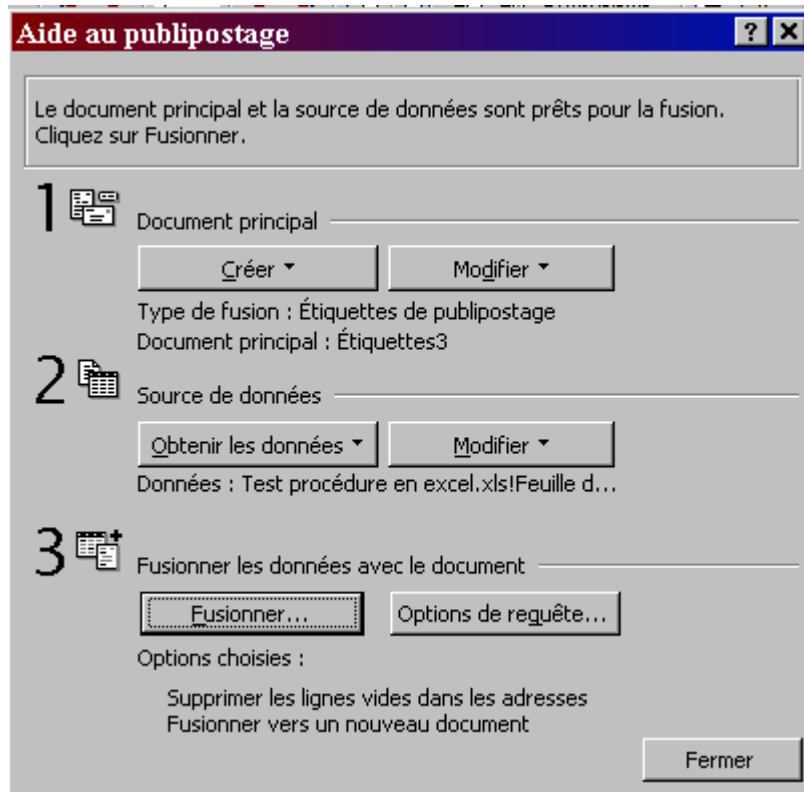 Aide au publipostage
Le document principal et la source de données sont prêts pour la fusion.
Cliquez sur Fusionner.
1
Document principal
Créer
Modifier
Type de fusion : Étiquettes de publipostage
Document principal : Étiquettes3
2
Source de données
Obtenir les données
Modifier
Données : Test procédure en excel.xls!Feuille d...
3
Fusionner les données avec le document
Fusionner...
Options de requête...
Options choisies :
Supprimer les lignes vides dans les adresses
Fusionner vers un nouveau document
Fermer